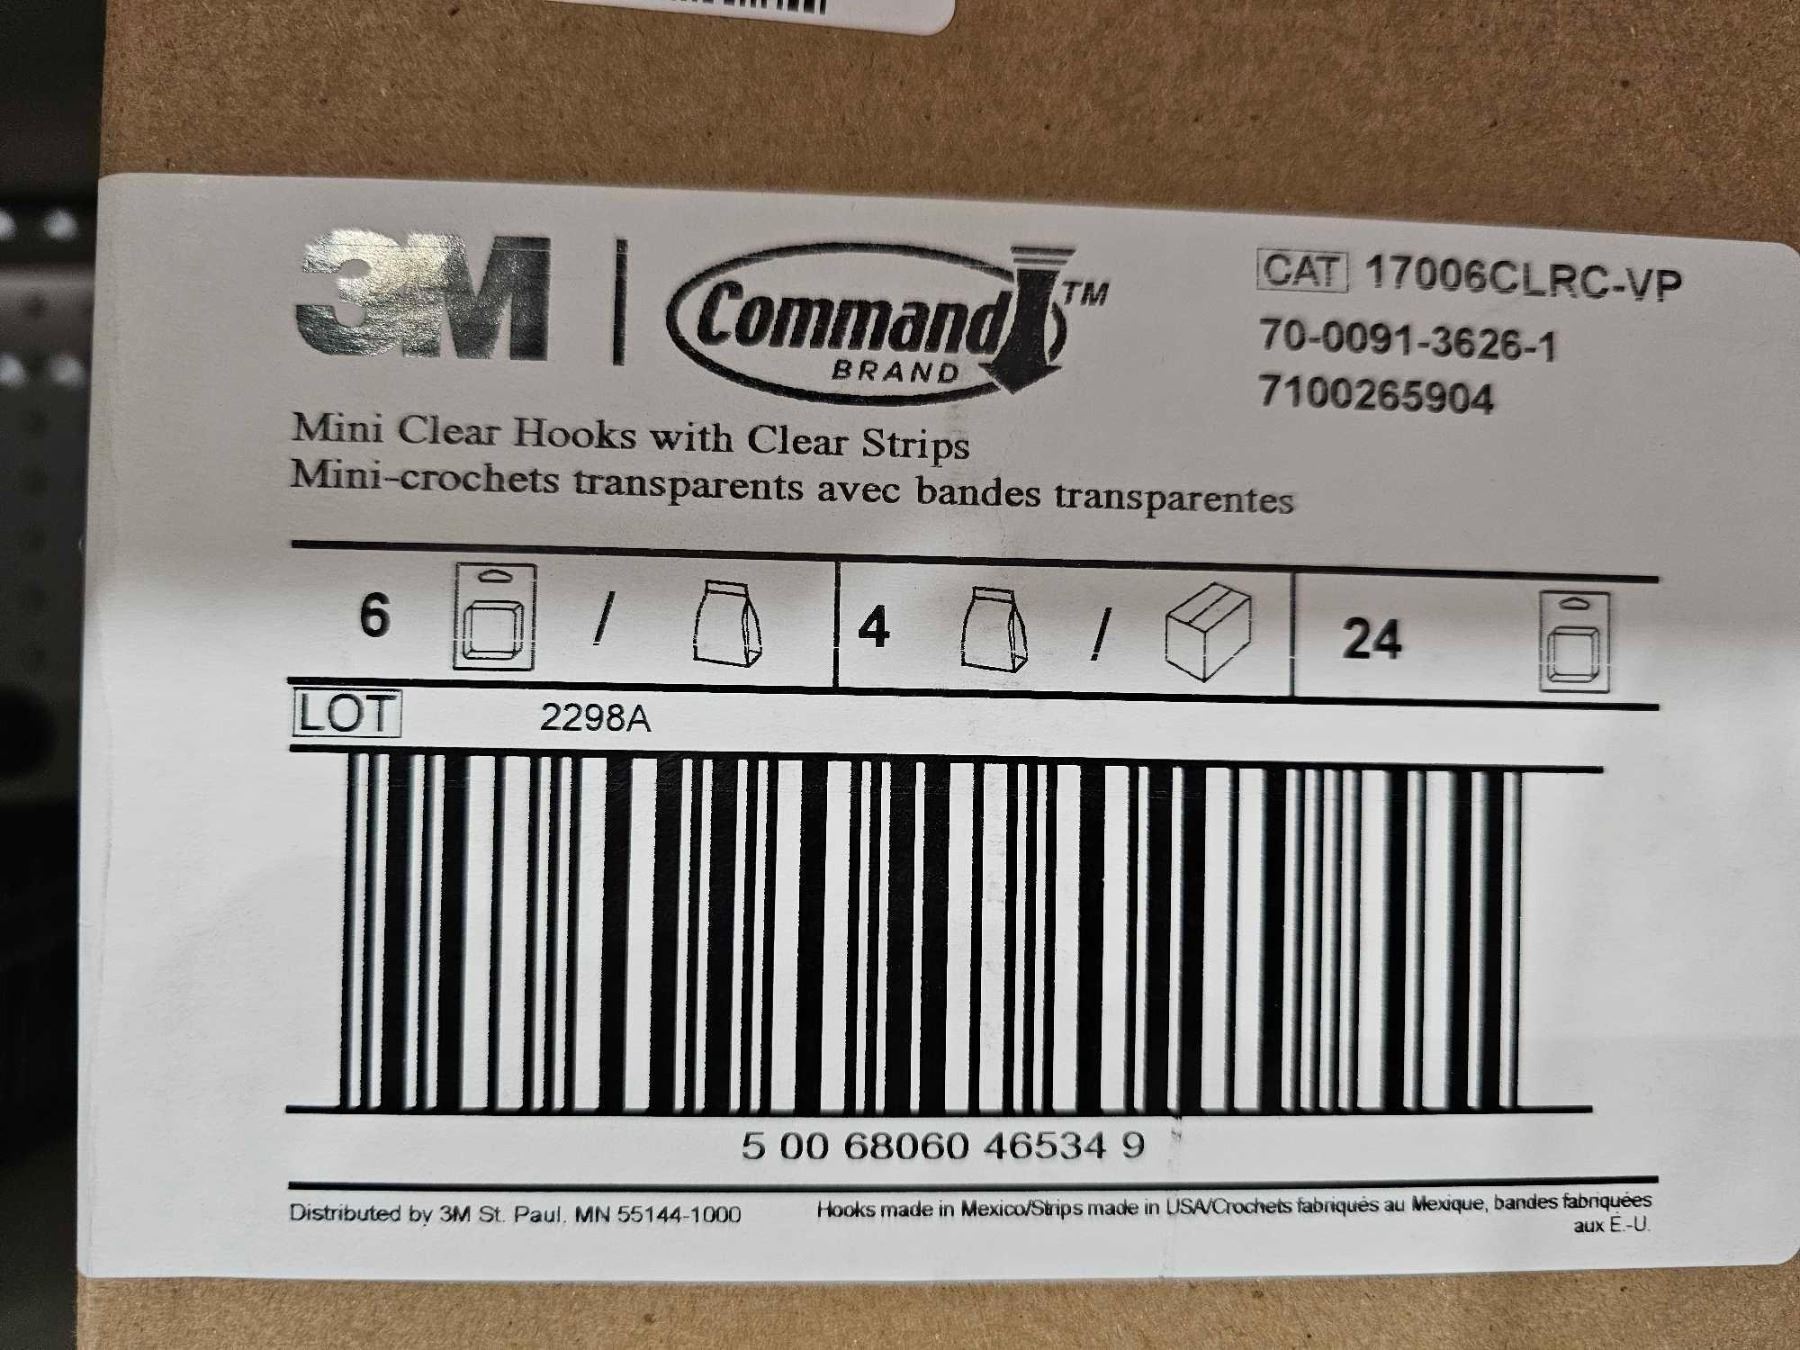 3M | Command™
BRAND
CAT 17006CLRC-VP
70-0091-3626-1
7100265904
Mini Clear Hooks with Clear Strips
Mini-crochets transparents avec bandes transparentes
6 / 4 / 24
LOT 2298A
5 00 68060 46534 9
Distributed by 3M St. Paul, MN 55144-1000
Hooks made in Mexico/Strips made in USA/Crochets fabriqués au Mexique, bandes fabriquées
aux É.-U.